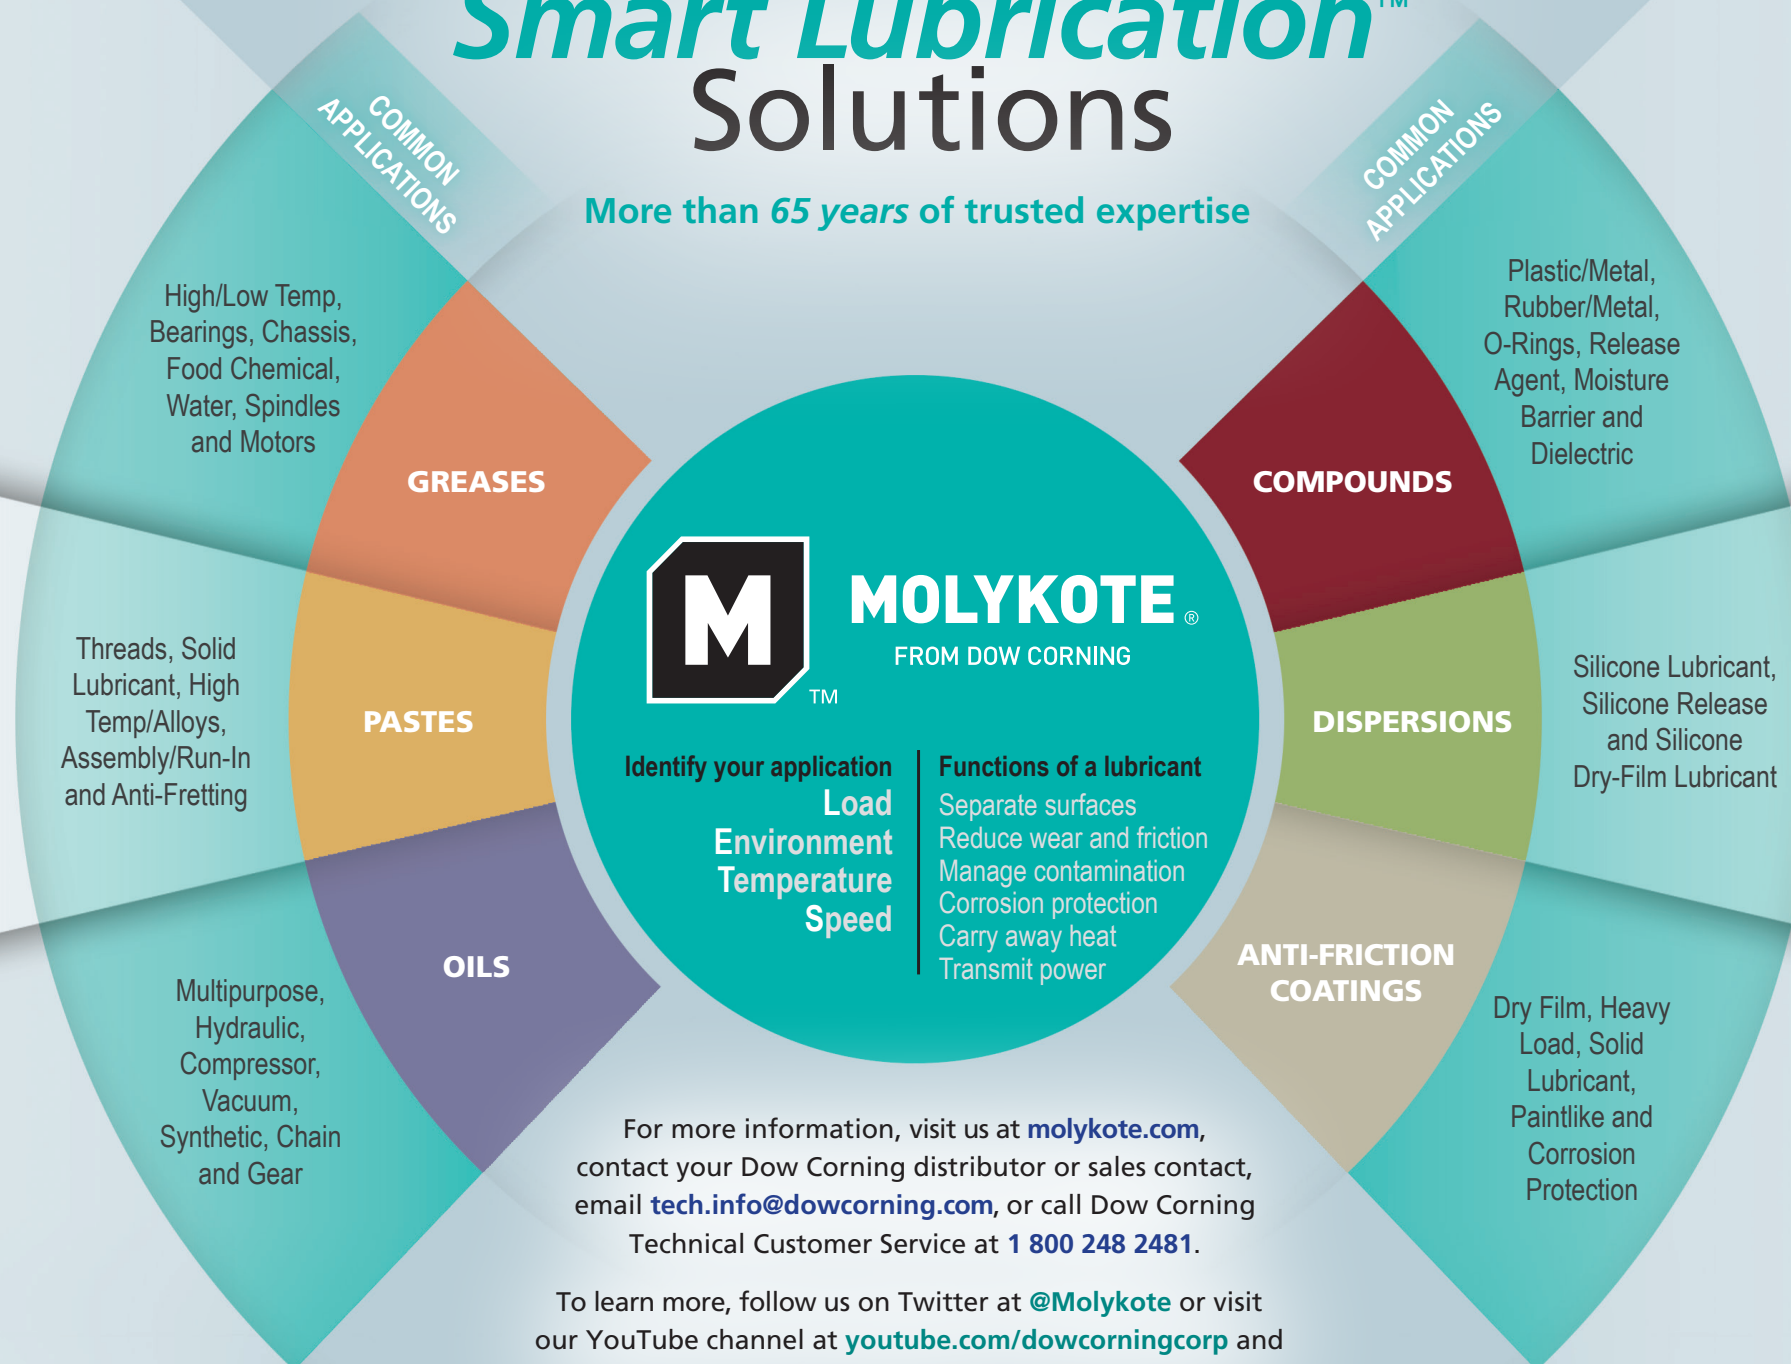 Smart Lubrication™
Solutions
More than 65 years of trusted expertise
COMMON
APPLICATIONS
High/Low Temp,
Bearings, Chassis,
Food Chemical,
Water, Spindles
and Motors
GREASES
Threads, Solid
Lubricant, High
Temp/Alloys,
Assembly/Run-In
and Anti-Fretting
PASTES
Multipurpose,
Hydraulic,
Compressor,
Vacuum,
Synthetic, Chain
and Gear
OILS
M
TM
MOLYKOTE®
FROM DOW CORNING
Identify your application
Load
Environment
Temperature
Speed
Functions of a lubricant
Separate surfaces
Reduce wear and friction
Manage contamination
Corrosion protection
Carry away heat
Transmit power
COMMON
APPLICATIONS
COMPOUNDS
Plastic/Metal,
Rubber/Metal,
O-Rings, Release
Agent, Moisture
Barrier and
Dielectric
DISPERSIONS
Silicone Lubricant,
Silicone Release
and Silicone
Dry-Film Lubricant
ANTI-FRICTION
COATINGS
Dry Film, Heavy
Load, Solid
Lubricant,
Paintlike and
Corrosion
Protection
For more information, visit us at molykote.com,
contact your Dow Corning distributor or sales contact,
email tech.info@dowcorning.com, or call Dow Corning
Technical Customer Service at 1 800 248 2481.
To learn more, follow us on Twitter at @Molykote or visit
our YouTube channel at youtube.com/dowcorningcorp and